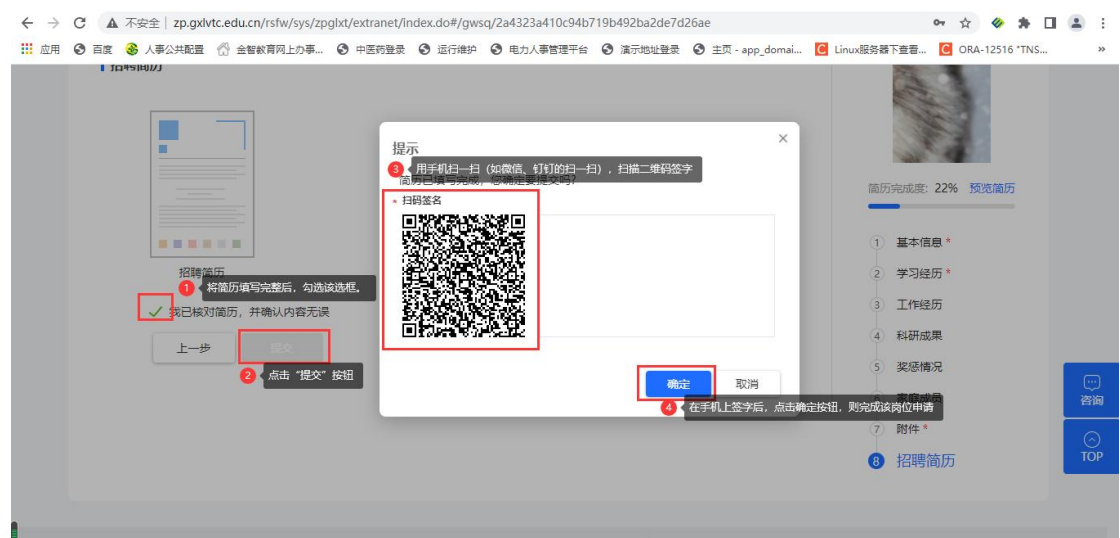 不安全 | zp.gxlvtc.edu.cn/rsfw/sys/zpglxt/extranet/index.do#/gwsq/2a4323a410c94b719b492ba2de7d26ae
应用 百度 人事公共配置 金智教育网上办事... 中医药登录 运行维护 电力人事管理平台 演示地址登录 主页 - app_domai... Linux服务器下查看... ORA-12516 "TNS... »
招聘简历
提示
3 用手机扫一扫（如微信、钉钉的扫一扫），扫描二维码签字
简历已填写完成，您确定要提交吗？
* 扫码签名
招聘简历
1 将简历填写完整后，勾选该选框。
我已核对简历，并确认内容无误
上一步 提交
2 点击“提交”按钮
确定 取消
4 在手机上签字后，点击确定按钮，则完成该岗位申请
简历完成度: 22% 预览简历
1 基本信息 *
2 学习经历 *
3 工作经历
4 科研成果
5 奖惩情况
家庭成员
7 附件 *
8 招聘简历
咨询
TOP